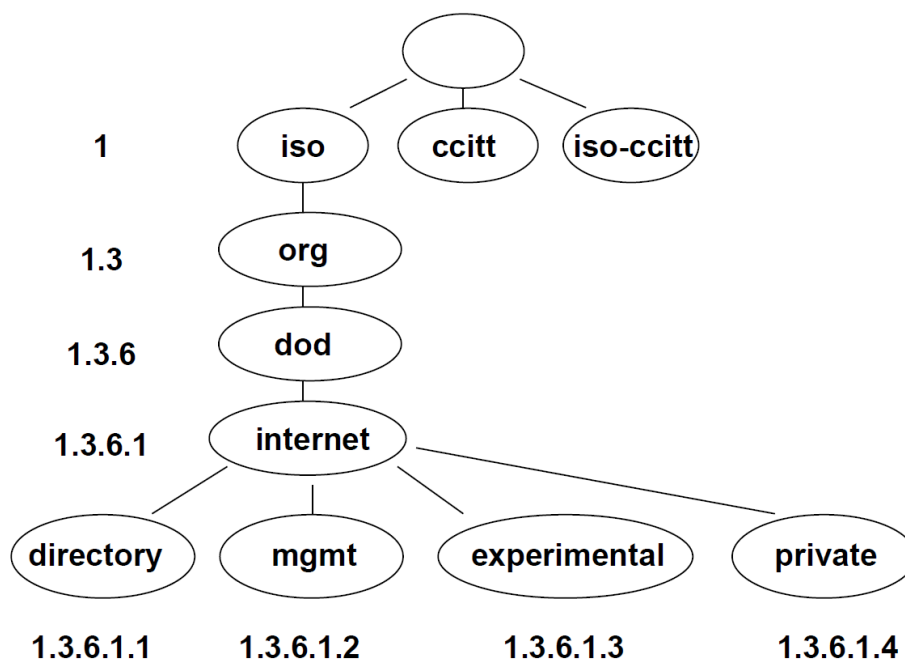 1 iso ccitt iso-ccitt
1.3 org
1.3.6 dod
1.3.6.1 internet
directory mgmt experimental private
1.3.6.1.1 1.3.6.1.2 1.3.6.1.3 1.3.6.1.4